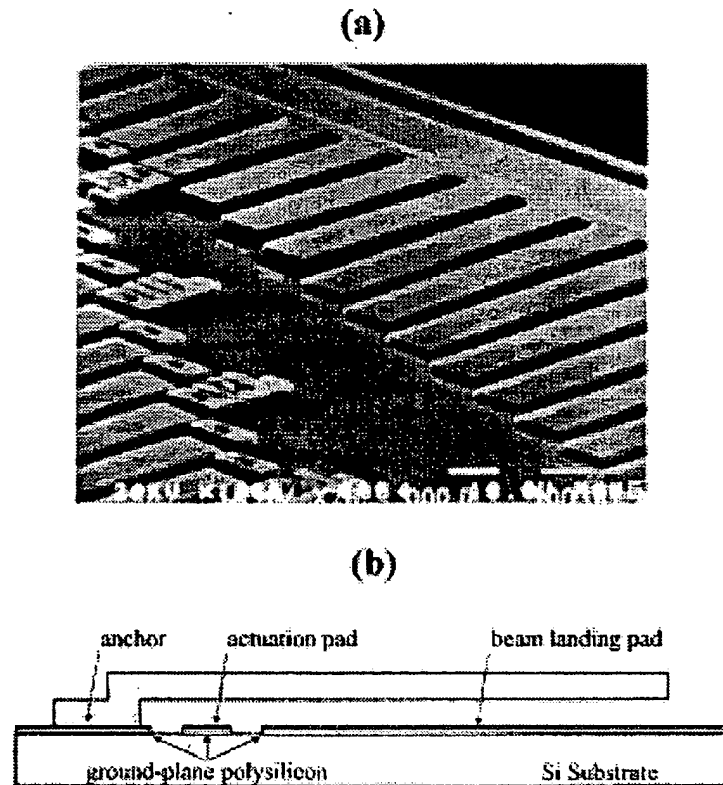 (a)
(b)
anchor actuation pad beam landing pad
ground-plane polysilicon Si Substrate